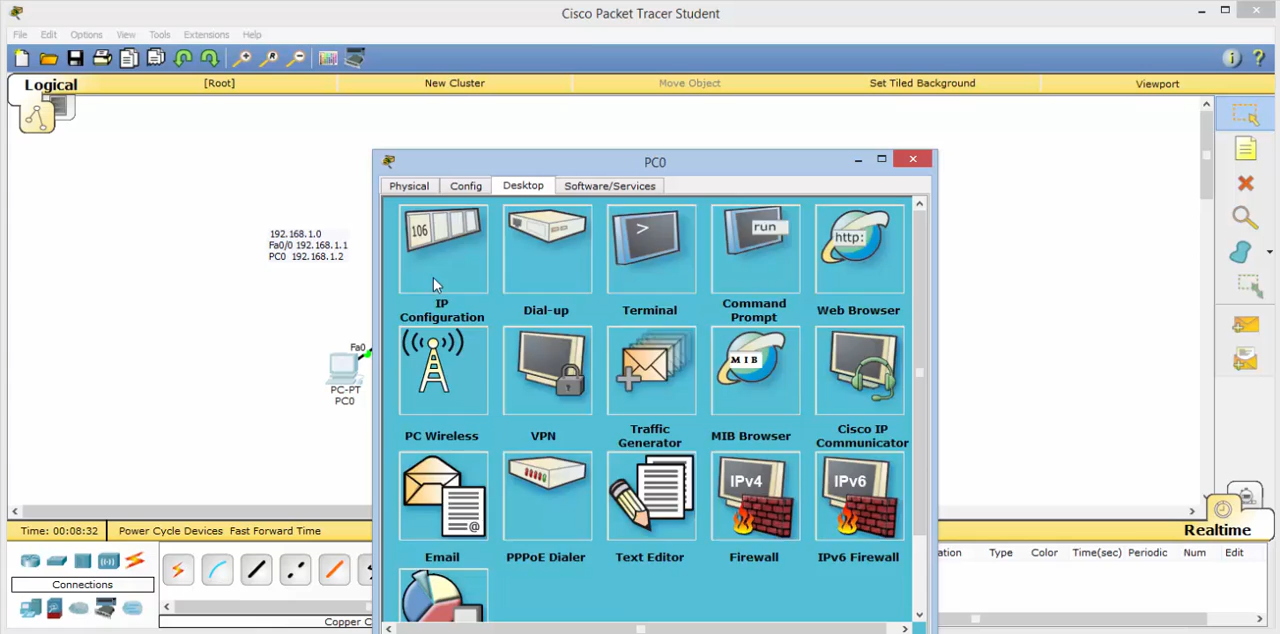 Cisco Packet Tracer Student
File Edit Options View Tools Extensions Help
Logical [Root] New Cluster Move Object Set Tiled Background Viewport
192.168.1.0
Fa0/0 192.168.1.1
PC0 192.168.1.2
Fa0
PC-PT
PC0
PC0
Physical Config Desktop Software/Services
106
>
run
http:
IP
Configuration
Dial-up
Terminal
Command
Prompt
Web Browser
MIB
PC Wireless
VPN
Traffic
Generator
MIB Browser
Cisco IP
Communicator
@
IPv4
IPv6
Email
PPPoE Dialer
Text Editor
Firewall
IPv6 Firewall
Time: 00:08:32 Power Cycle Devices Fast Forward Time
Realtime
Connections
Copper C
ation Type Color Time(sec) Periodic Num Edit